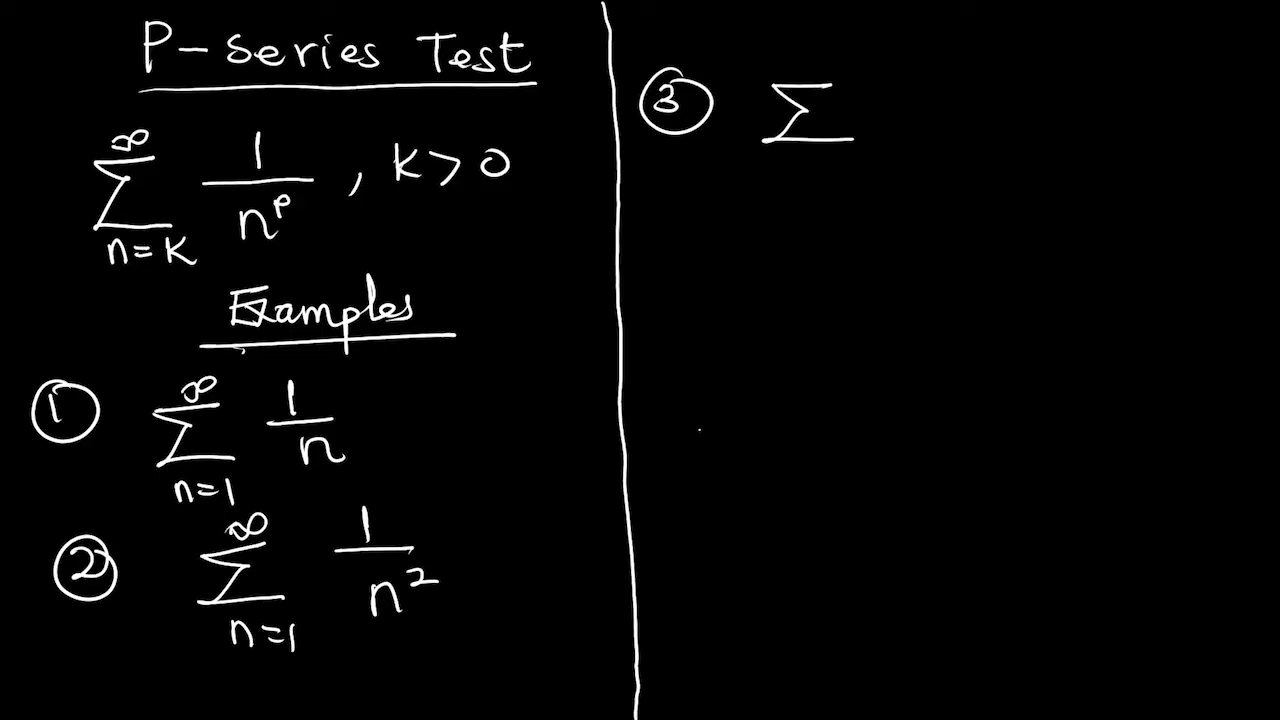 P-Series Test
∞
∑ 1/n^p , K > 0
n=K
Examples
① ∞
∑ 1/n
n=1
② ∞
∑ 1/n²
n=1
③ ∑